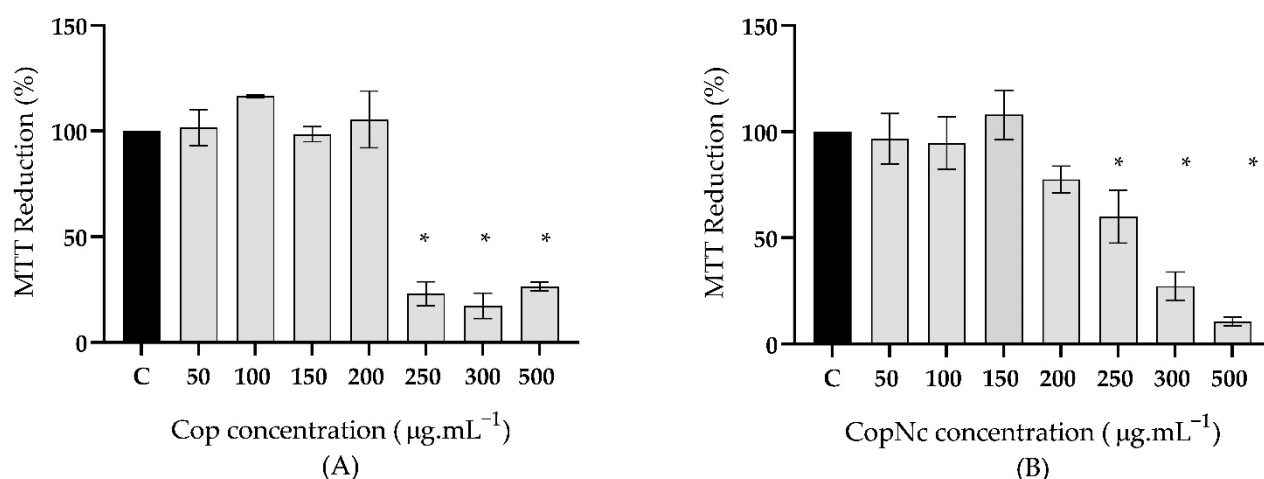 150
100
50
0
MTT Reduction (%)
* * *
C 50 100 150 200 250 300 500
Cop concentration ( µg.mL⁻¹)
(A)
150
100
50
0
MTT Reduction (%)
* * *
C 50 100 150 200 250 300 500
CopNc concentration ( µg.mL⁻¹)
(B)